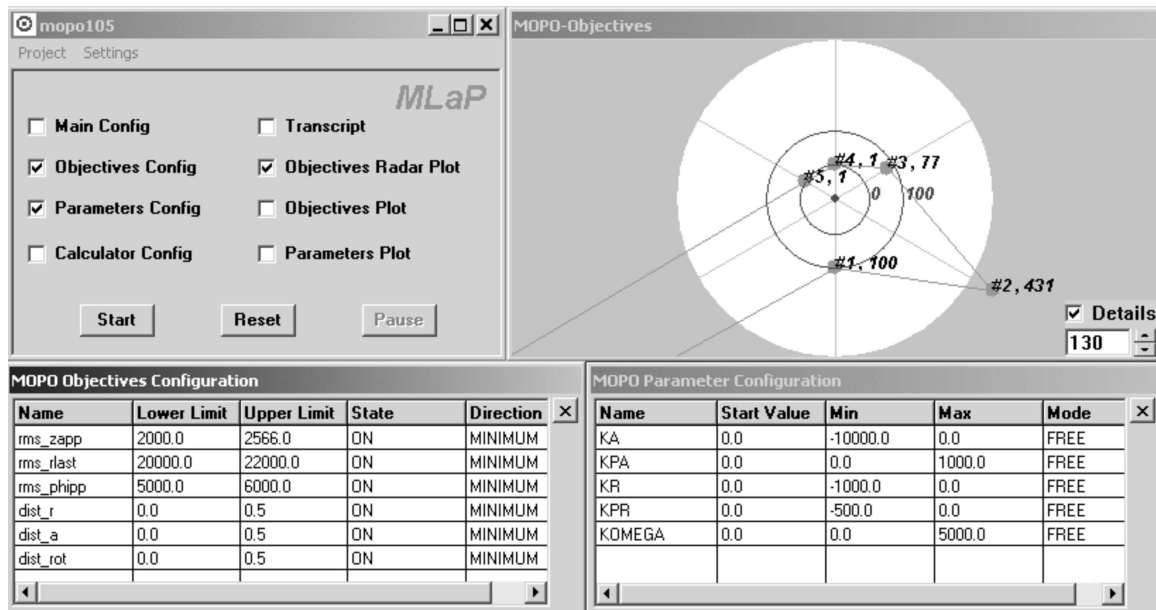 mopo105
Project Settings
MLaP
Main Config Transcript
Objectives Config Objectives Radar Plot
Parameters Config Objectives Plot
Calculator Config Parameters Plot
Start Reset Pause
MOPO-Objectives
#4, 1 #3, 77
#5, 1
0 100
#1, 100
#2, 431
Details
130
MOPO Objectives Configuration
Name Lower Limit Upper Limit State Direction
rms_zapp 2000.0 2566.0 ON MINIMUM
rms_rlast 20000.0 22000.0 ON MINIMUM
rms_phipp 5000.0 6000.0 ON MINIMUM
dist_r 0.0 0.5 ON MINIMUM
dist_a 0.0 0.5 ON MINIMUM
dist_rot 0.0 0.5 ON MINIMUM
MOPO Parameter Configuration
Name Start Value Min Max Mode
KA 0.0 -10000.0 0.0 FREE
KPA 0.0 0.0 1000.0 FREE
KR 0.0 -1000.0 0.0 FREE
KPR 0.0 -500.0 0.0 FREE
KOMEGA 0.0 0.0 5000.0 FREE